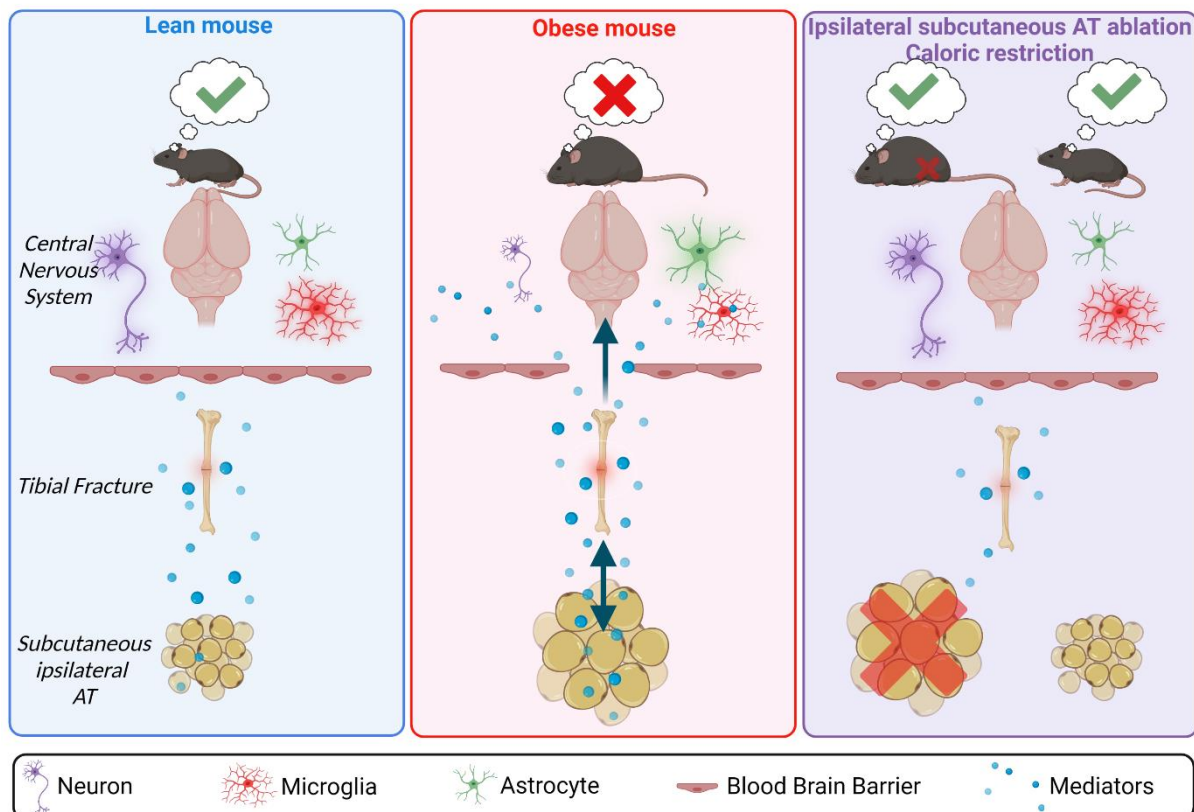 Lean mouse
Obese mouse
Ipsilateral subcutaneous AT ablation
Caloric restriction
Central
Nervous
System
Tibial Fracture
Subcutaneous
ipsilateral
AT
Neuron
Microglia
Astrocyte
Blood Brain Barrier
Mediators